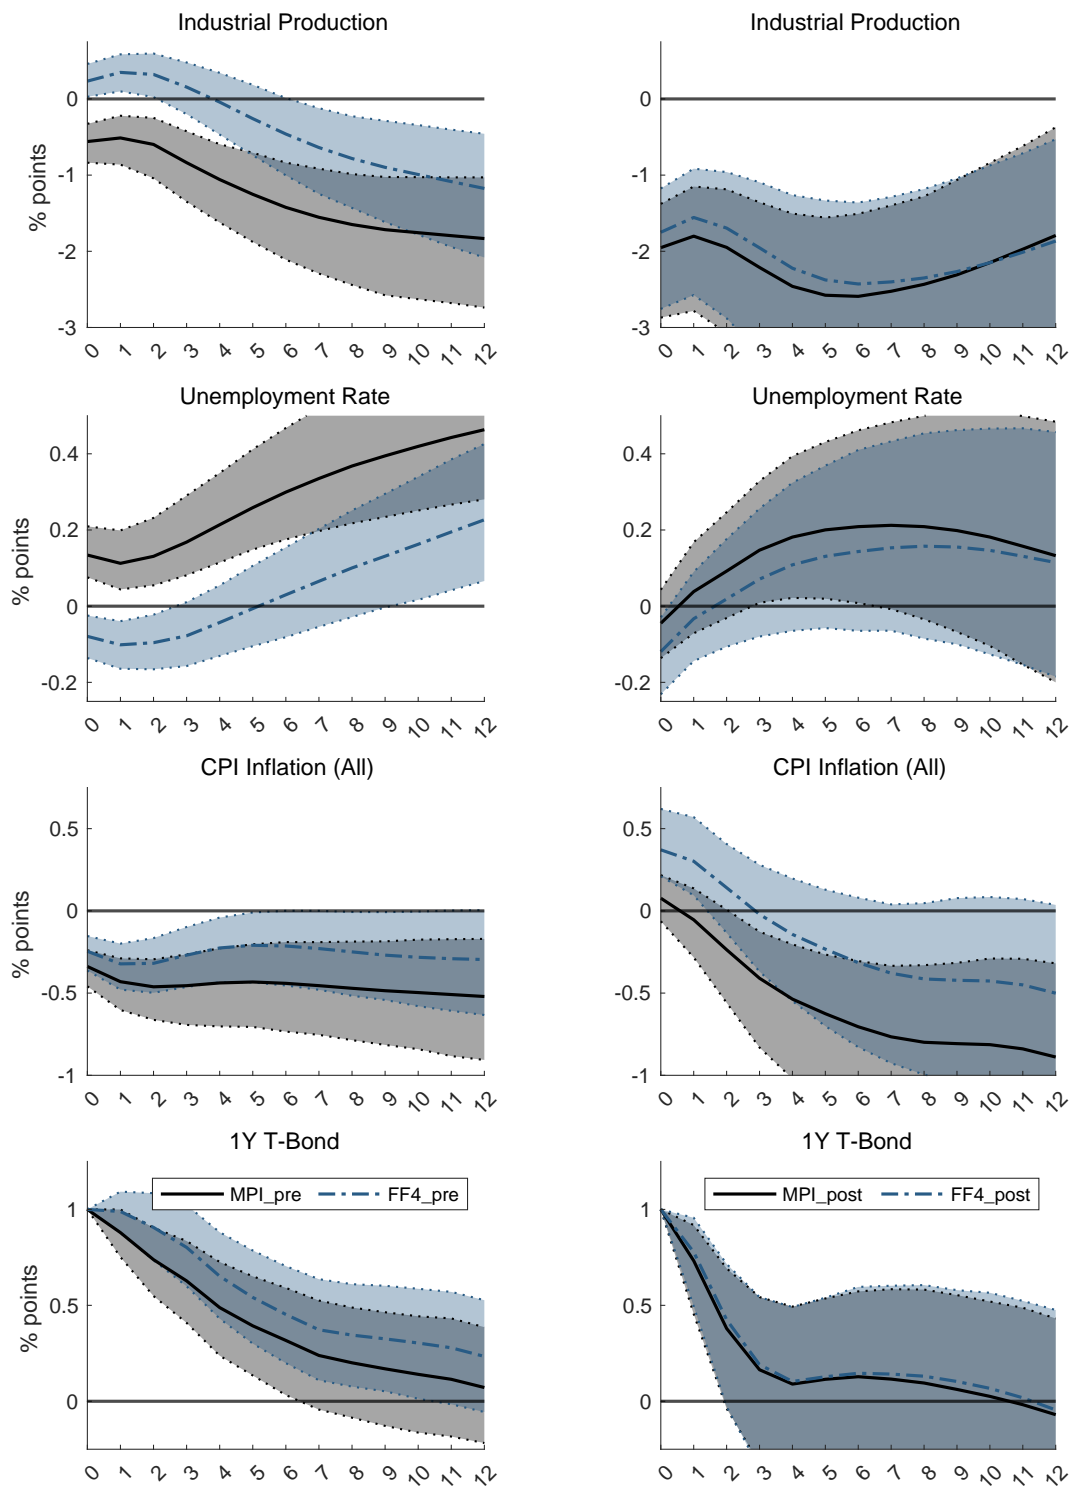 Industrial Production
Industrial Production
% points
0
-1
-2
-3
0 1 2 3 4 5 6 7 8 9 10 11 12
0
-1
-2
-3
0 1 2 3 4 5 6 7 8 9 10 11 12
Unemployment Rate
Unemployment Rate
% points
0.4
0.2
0
-0.2
0 1 2 3 4 5 6 7 8 9 10 11 12
0.4
0.2
0
-0.2
0 1 2 3 4 5 6 7 8 9 10 11 12
CPI Inflation (All)
CPI Inflation (All)
% points
0.5
0
-0.5
-1
0 1 2 3 4 5 6 7 8 9 10 11 12
0.5
0
-0.5
-1
0 1 2 3 4 5 6 7 8 9 10 11 12
1Y T-Bond
1Y T-Bond
MPI_pre FF4_pre
% points
1
0.5
0
0 1 2 3 4 5 6 7 8 9 10 11 12
MPI_post FF4_post
1
0.5
0
0 1 2 3 4 5 6 7 8 9 10 11 12